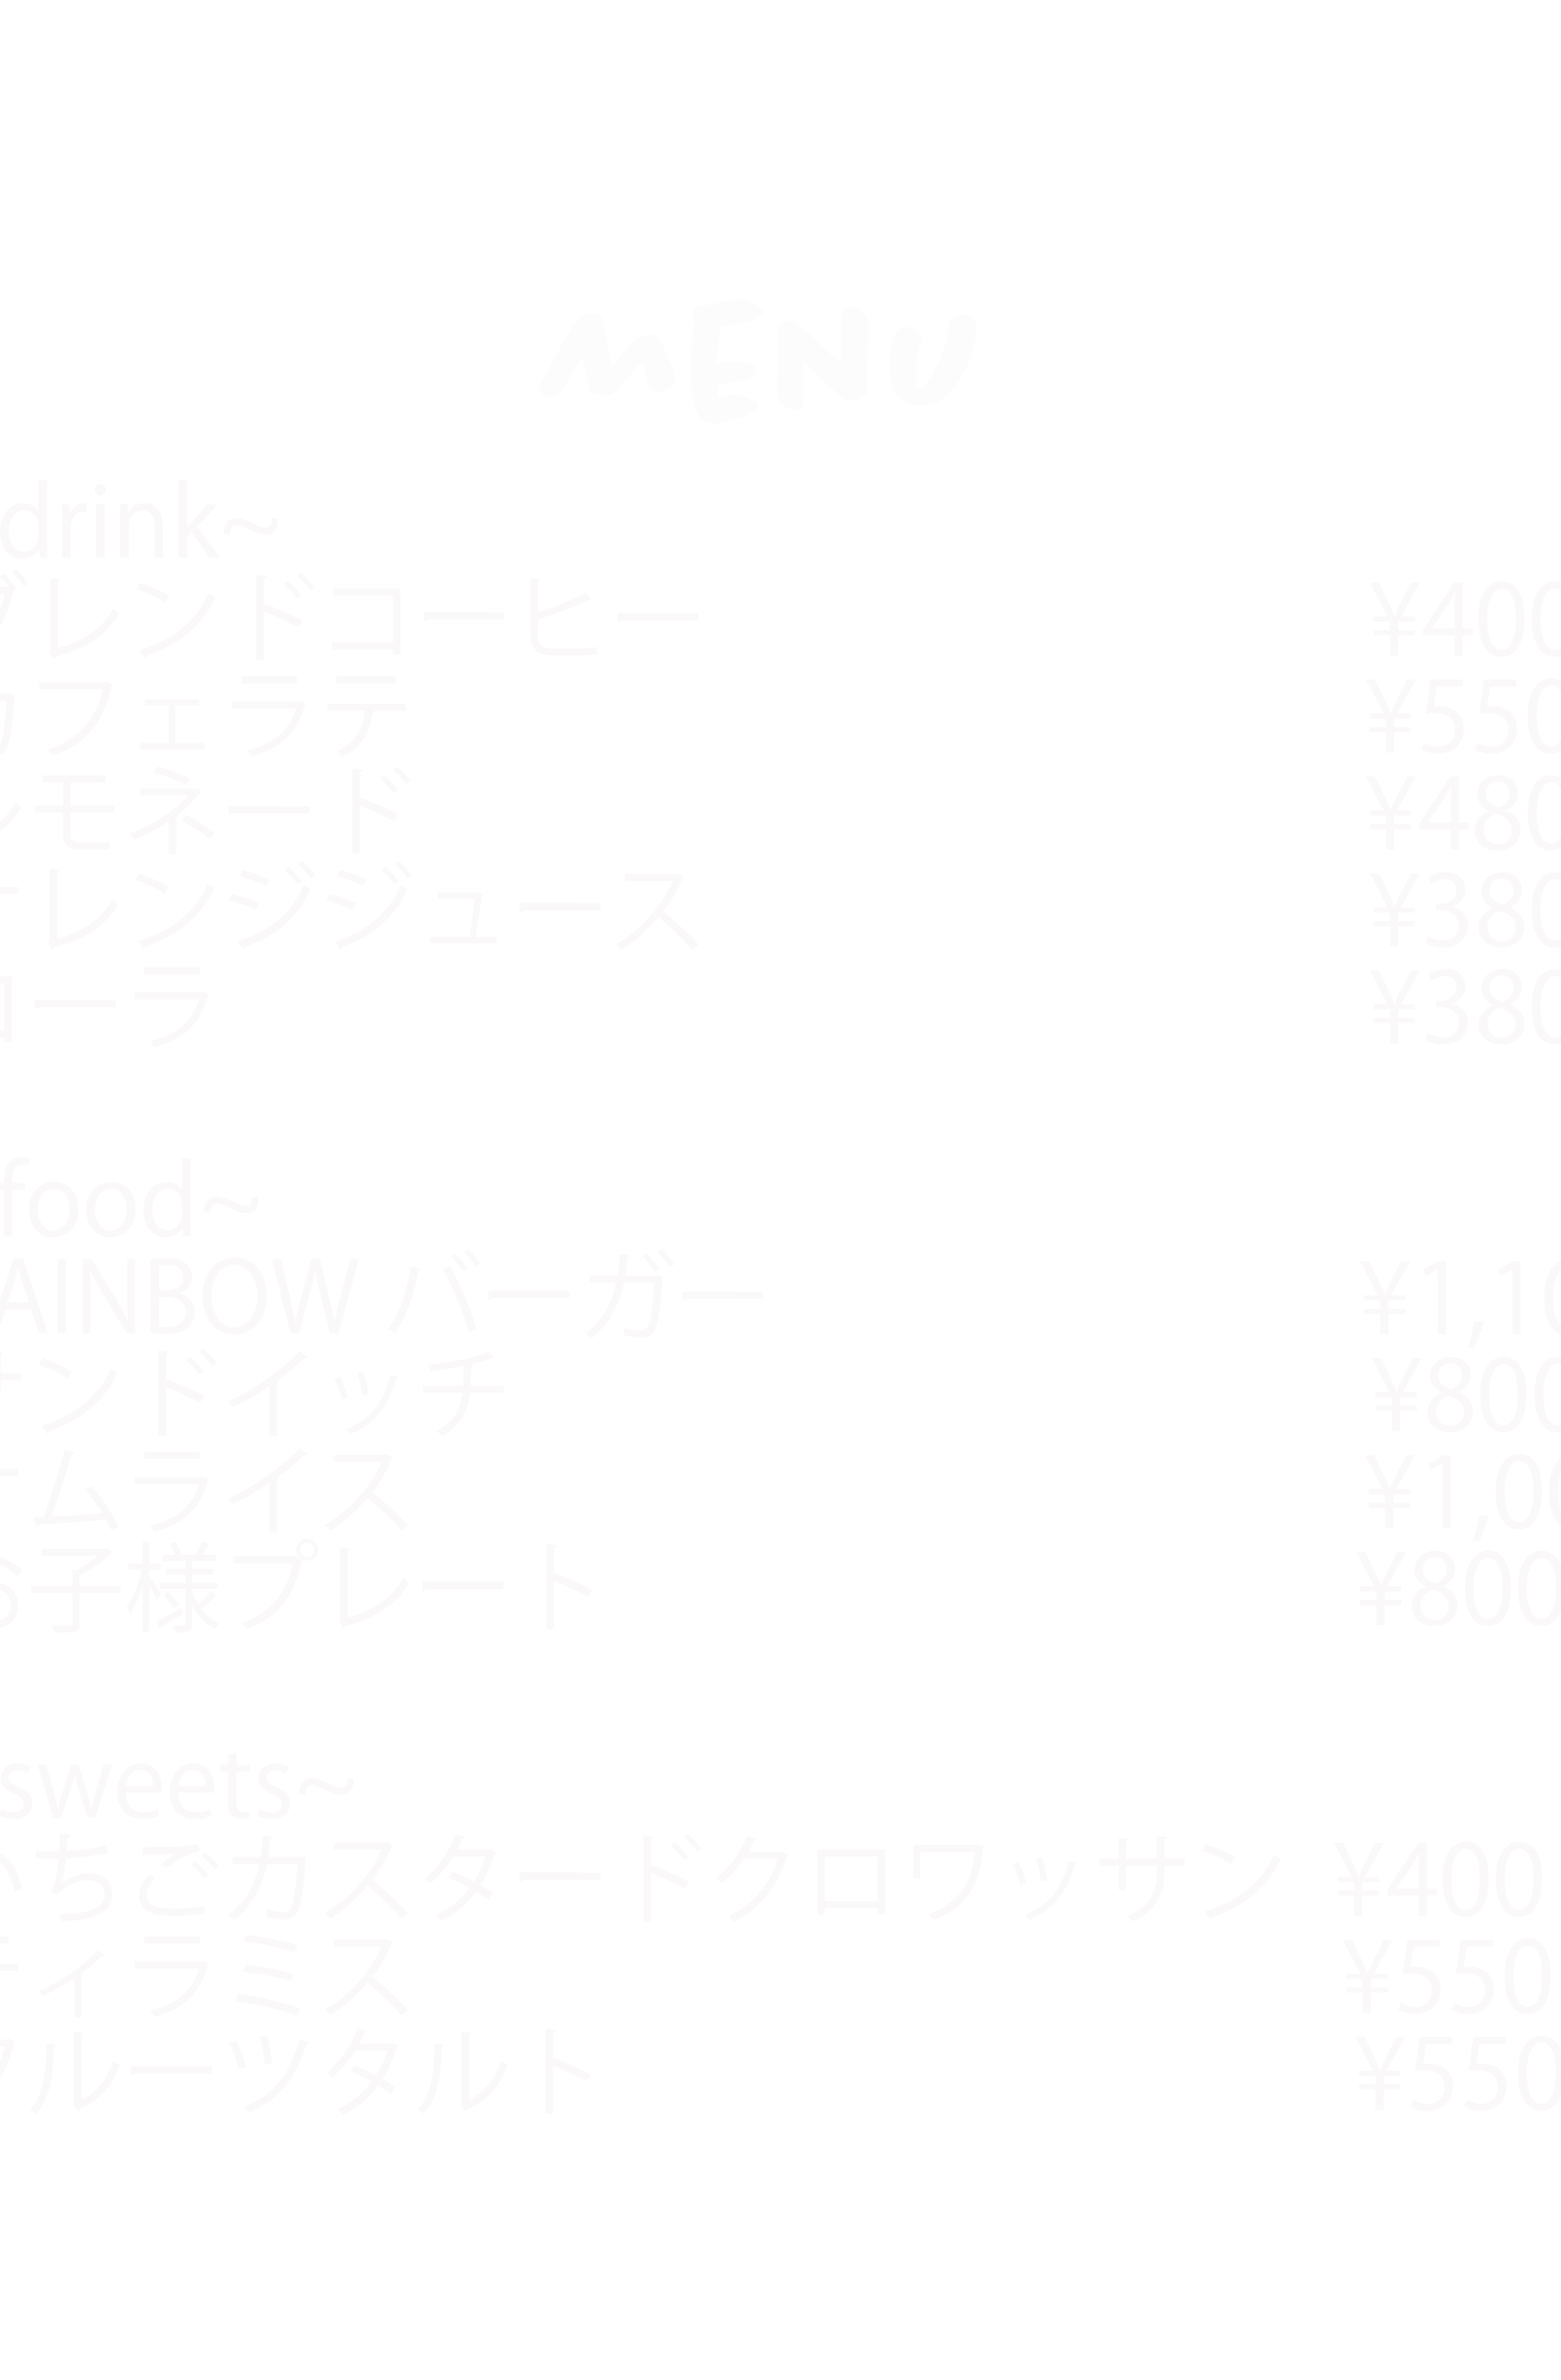 MENU
drink~
ブレンドコーヒー ¥400
カフェラテ ¥550
レモネード ¥480
オレンジジュース ¥380
コーラ ¥380
food~
RAINBOW バーガー ¥1,10
サンドイッチ ¥800
オムライス ¥1,00
お子様プレート ¥800
sweets~
いちごカスタードクロワッサン ¥400
ティラミス ¥550
フルーツタルト ¥550